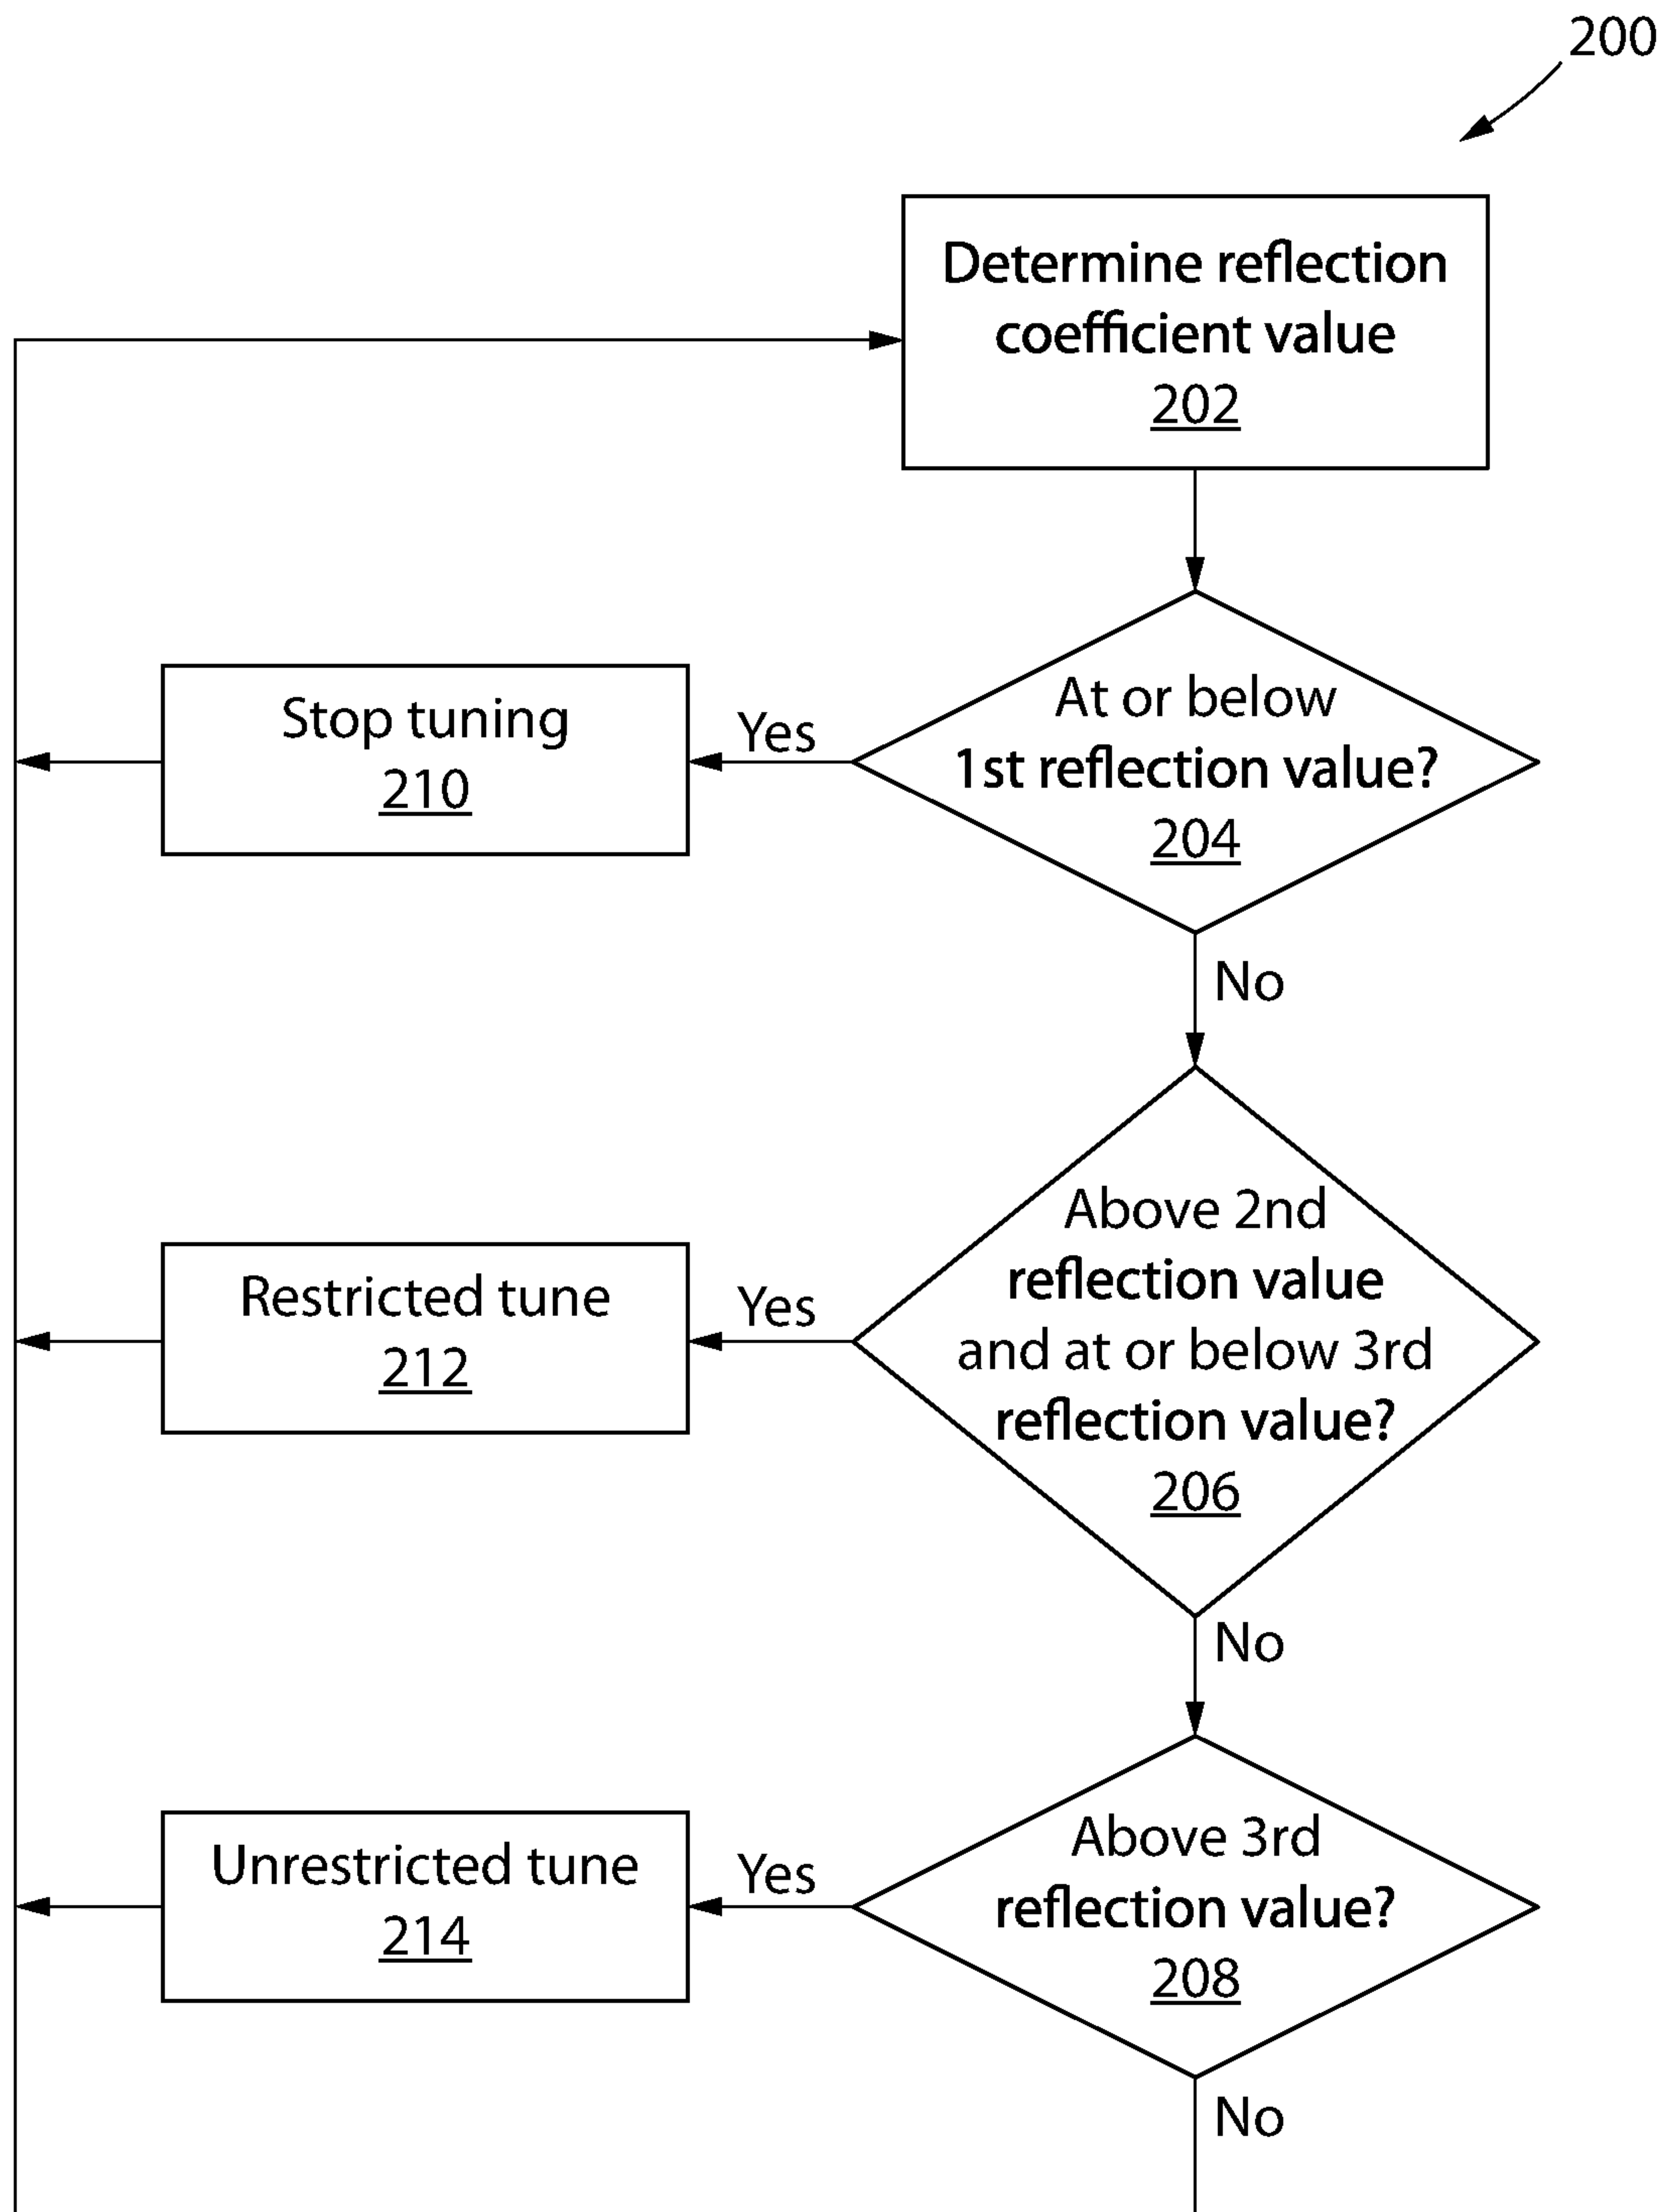 200
Determine reflection
coefficient value
202
At or below
1st reflection value?
204
Yes
Stop tuning
210
No
Above 2nd
reflection value
and at or below 3rd
reflection value?
206
Yes
Restricted tune
212
No
Above 3rd
reflection value?
208
Yes
Unrestricted tune
214
No